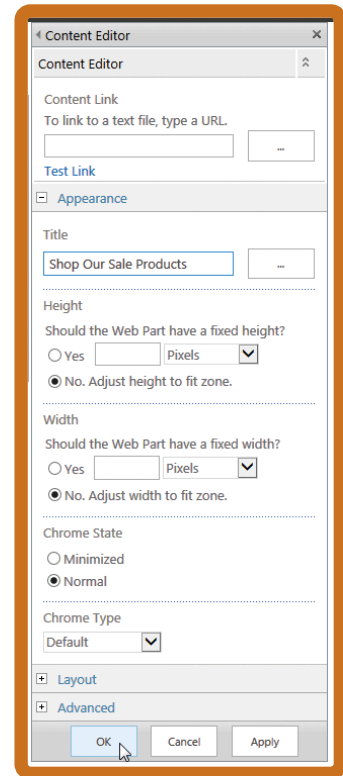 Content Editor
Content Editor
Content Link
To link to a text file, type a URL.
...
Test Link
Appearance
Title
Shop Our Sale Products
...
Height
Should the Web Part have a fixed height?
Yes Pixels
No. Adjust height to fit zone.
Width
Should the Web Part have a fixed width?
Yes Pixels
No. Adjust width to fit zone.
Chrome State
Minimized
Normal
Chrome Type
Default
Layout
Advanced
OK Cancel Apply